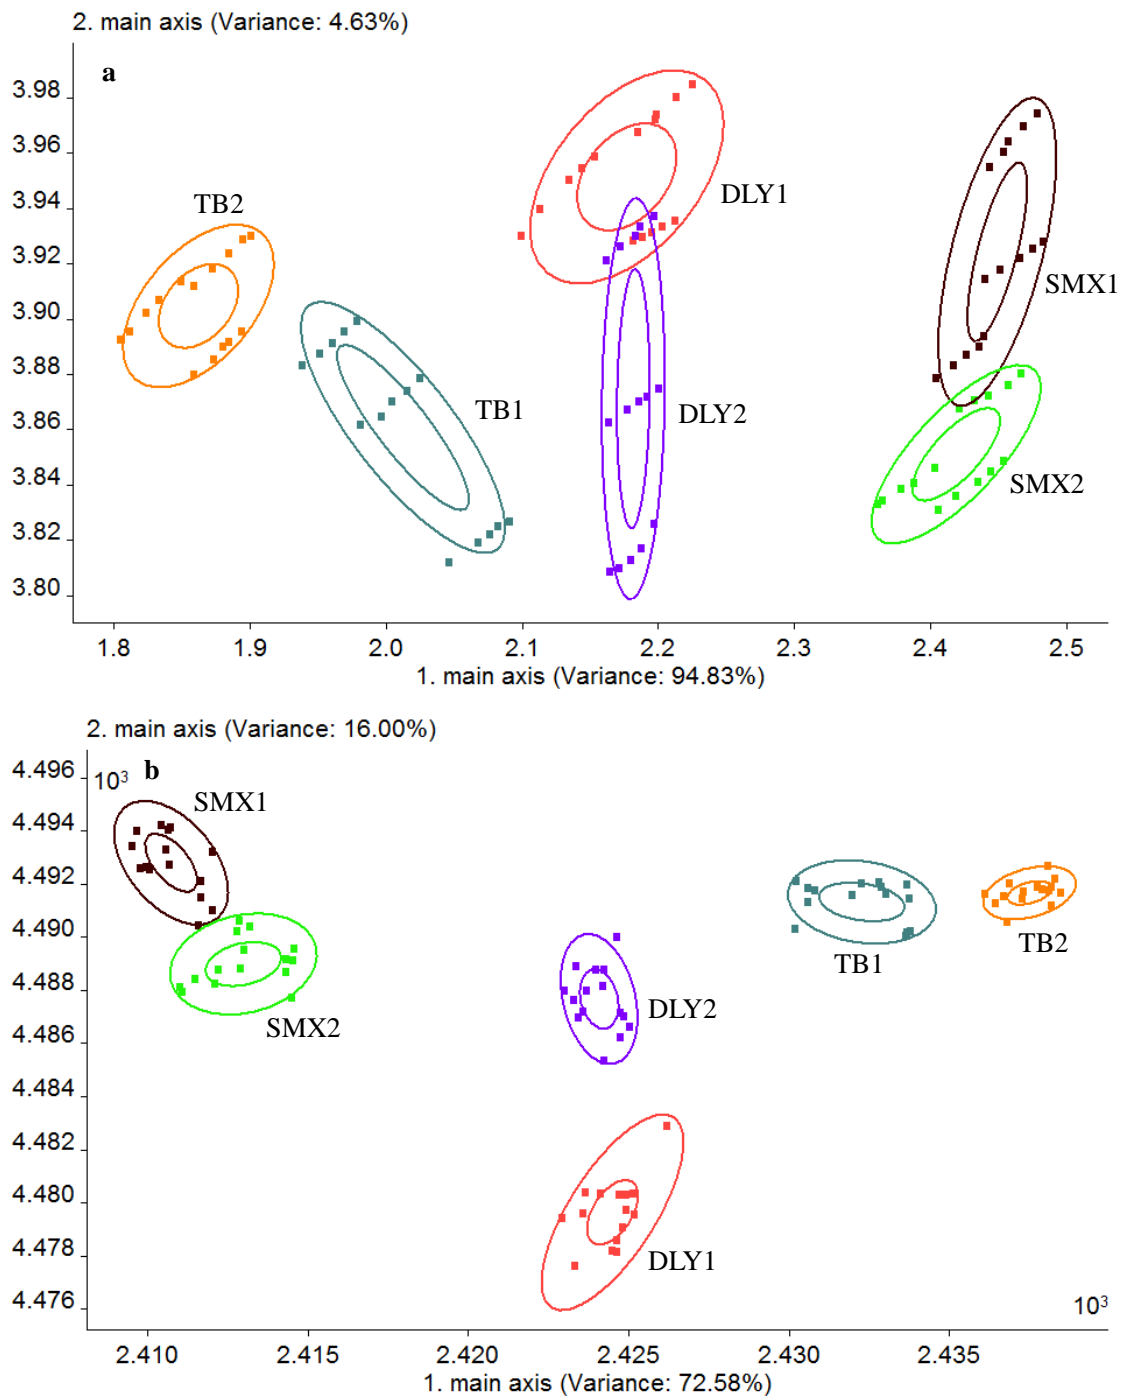 2. main axis (Variance: 4.63%)
a
3.98
3.96
3.94
3.92
3.90
3.88
3.86
3.84
3.82
3.80
TB2
DLY1
SMX1
TB1
DLY2
SMX2
1.8 1.9 2.0 2.1 2.2 2.3 2.4 2.5
1. main axis (Variance: 94.83%)
2. main axis (Variance: 16.00%)
4.496
10³ b
SMX1
4.494
4.492
4.490
4.488
4.486
4.484
4.482
4.480
4.478
4.476
TB1
TB2
SMX2
DLY2
DLY1
10³
2.410 2.415 2.420 2.425 2.430 2.435
1. main axis (Variance: 72.58%)